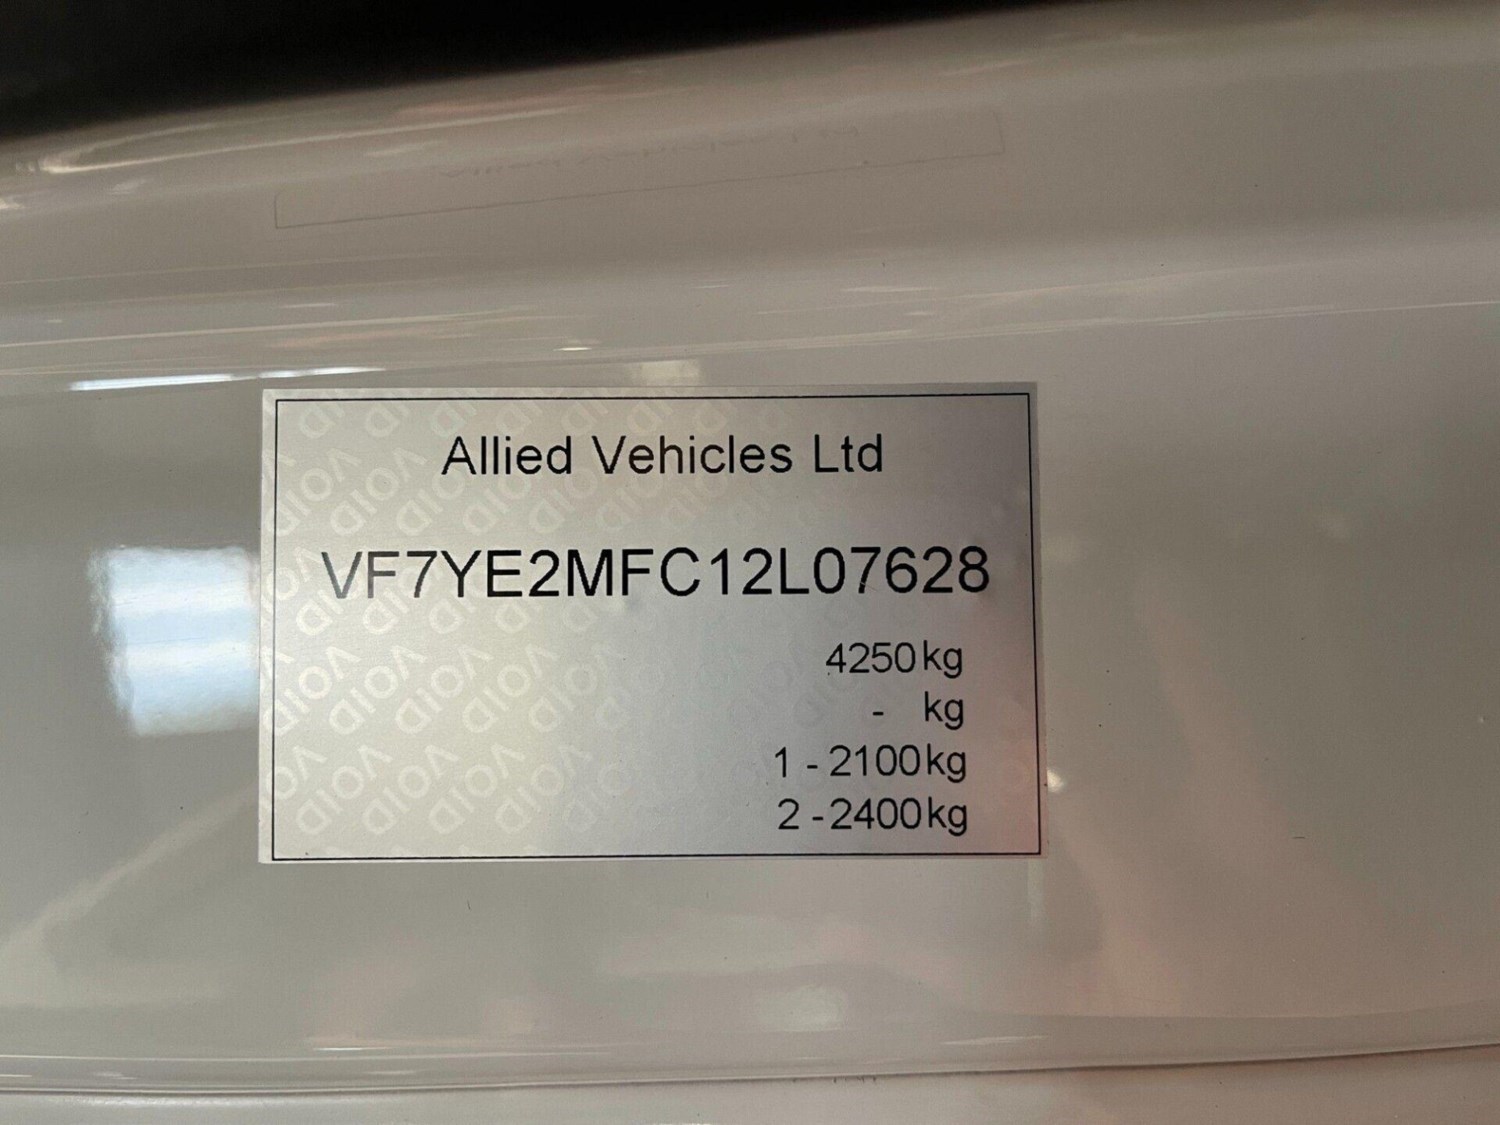 Allied Vehicles Ltd
VF7YE2MFC12L07628
4250kg
- kg
1 - 2100kg
2 - 2400kg